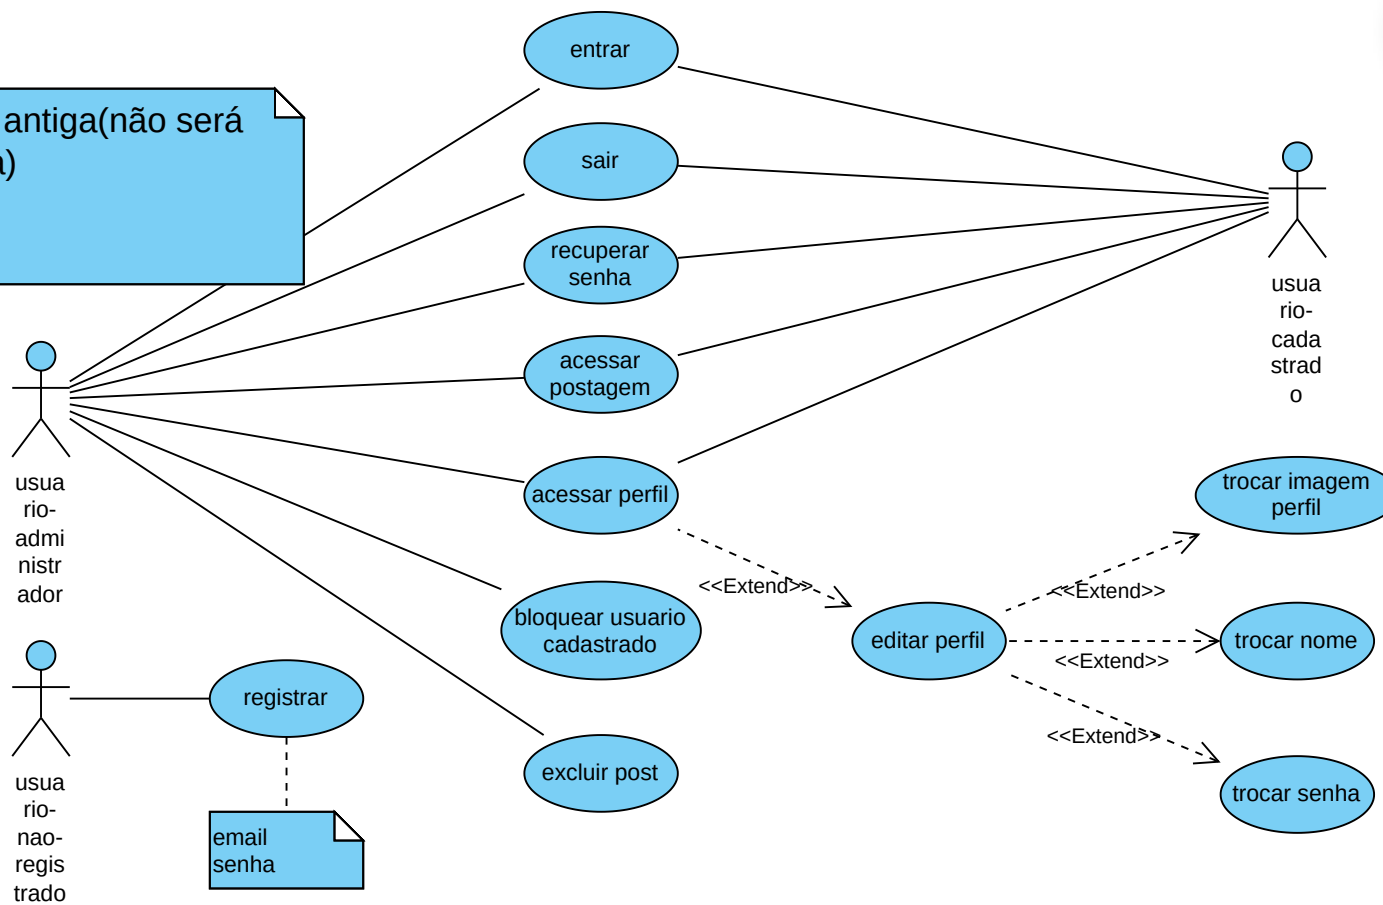 entrar
antiga(não será
)
sair
recuperar
senha
usua
rio-
cada
strad
o
acessar
postagem
usua
rio-
admi
nistr
ador
acessar perfil
trocar imagem
perfil
<<Extend>>
<<Extend>>
bloquear usuario
cadastrado
editar perfil
trocar nome
<<Extend>>
registrar
<<Extend>>
excluir post
trocar senha
usua
rio-
nao-
regis
trado
email
senha